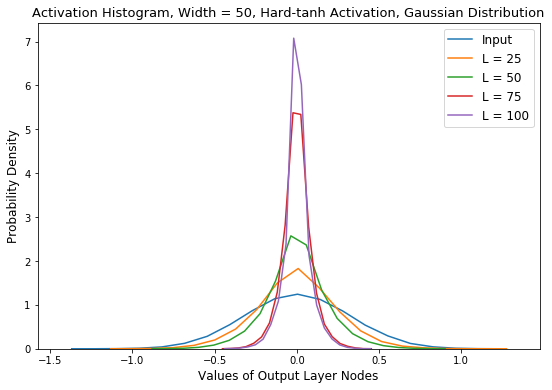 Activation Histogram, Width = 50, Hard-tanh Activation, Gaussian Distribution
Input
L = 25
L = 50
L = 75
L = 100
Probability Density
7
6
5
4
3
2
1
0
−1.5 −1.0 −0.5 0.0 0.5 1.0
Values of Output Layer Nodes